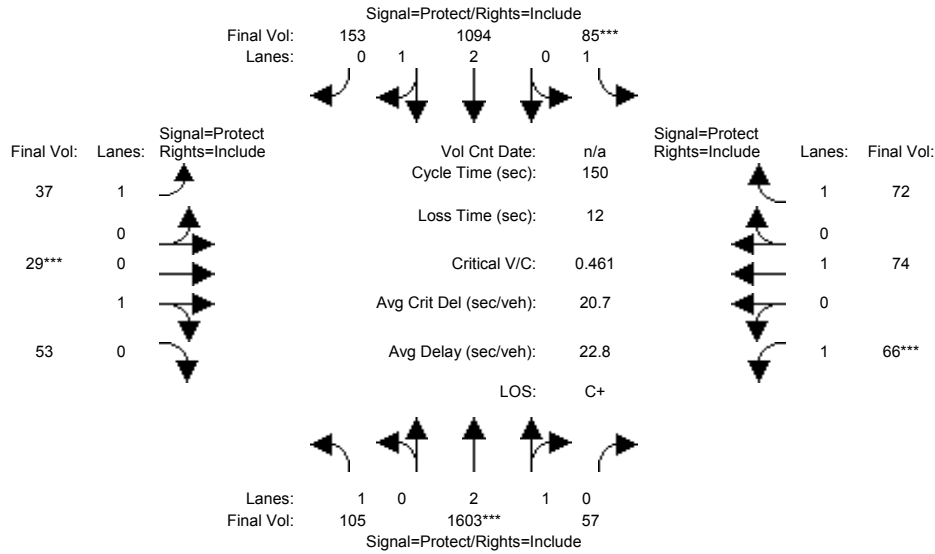 Signal=Protect/Rights=Include
Final Vol: 153 1094 85***
Lanes: 0 1 2 0 1
Signal=Protect Signal=Protect
Final Vol: Lanes: Rights=Include Vol Cnt Date: n/a Rights=Include Lanes: Final Vol:
Cycle Time (sec): 150
37 1 1 72
Loss Time (sec): 12
0 0
29*** 0 Critical V/C: 0.461 1 74
1 Avg Crit Del (sec/veh): 20.7 0
53 0 Avg Delay (sec/veh): 22.8 1 66***
LOS: C+
Lanes: 1 0 2 1 0
Final Vol: 105 1603*** 57
Signal=Protect/Rights=Include